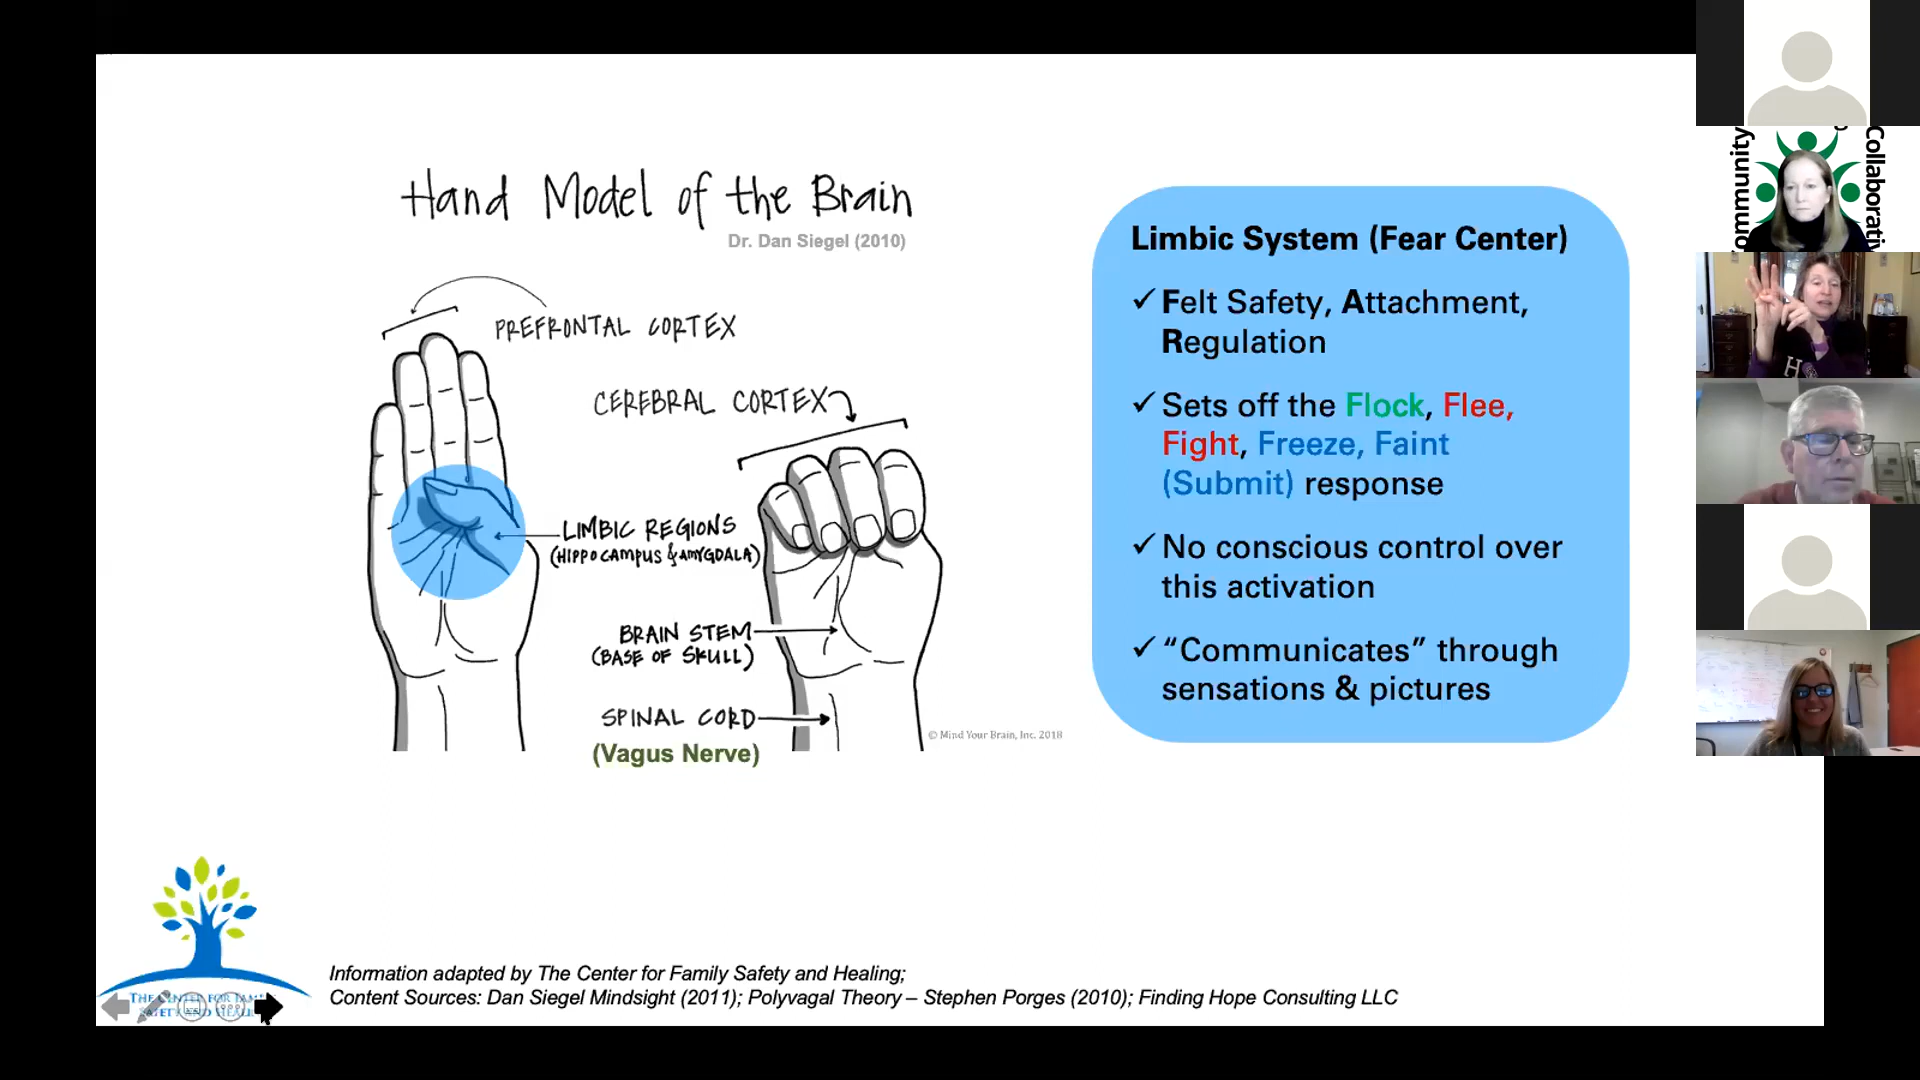 Hand Model of the Brain
Dr. Dan Siegel (2010)
PREFRONTAL CORTEX
CEREBRAL CORTEX
LIMBIC REGIONS
(HIPPOCAMPUS & AMYGDALA)
BRAIN STEM
(BASE OF SKULL)
SPINAL CORD
(Vagus Nerve)
© Mind Your Brain, Inc. 2018
Limbic System (Fear Center)
✓ Felt Safety, Attachment,
Regulation
✓ Sets off the Flock, Flee,
Fight, Freeze, Faint
(Submit) response
✓ No conscious control over
this activation
✓ “Communicates” through
sensations & pictures
Information adapted by The Center for Family Safety and Healing;
Content Sources: Dan Siegel Mindsight (2011); Polyvagal Theory – Stephen Porges (2010); Finding Hope Consulting LLC
ommunity
Collaborati
H